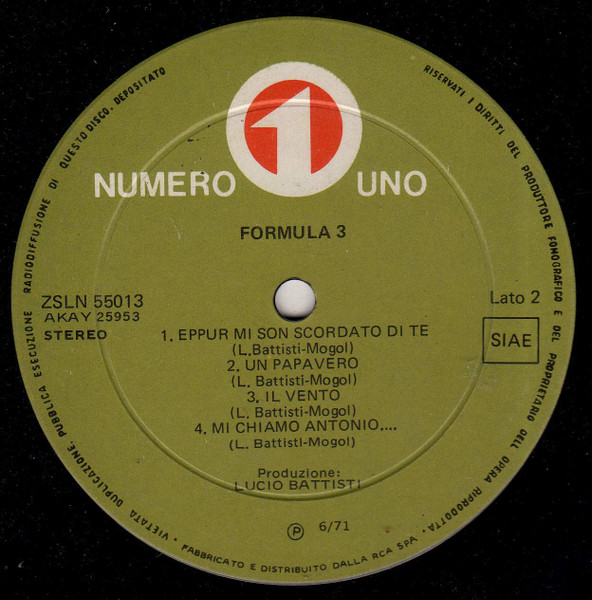 1
NUMERO UNO
FORMULA 3
ZSLN 55013
AKAY 25953
STEREO
Lato 2
SIAE
1. EPPUR MI SON SCORDATO DI TE
(L.Battisti-Mogol)
2. UN PAPAVERO
(L. Battisti-Mogol)
3. IL VENTO
(L. Battisti-Mogol)
4. MI CHIAMO ANTONIO....
(L. Battisti-Mogol)
Produzione:
LUCIO BATTISTI
P 6/71
RISERVATI I DIRITTI DEL PRODUTTORE FONOGRAFICO E DEL PROPRIETARIO DELL'OPERA RIPRODOTTA - FABBRICATO E DISTRIBUITO DALLA RCA SPA - VIETATA DUPLICAZIONE, PUBBLICA ESECUZIONE RADIODIFFUSIONE DI QUESTO DISCO - DEPOSITATO